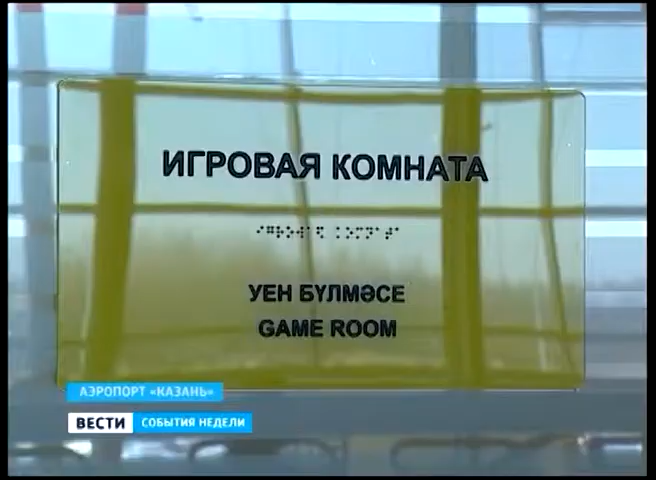 ИГРОВАЯ КОМНАТА
УЕН БҮЛМӘСЕ
GAME ROOM
АЭРОПОРТ «КАЗАНЬ»
ВЕСТИ СОБЫТИЯ НЕДЕЛИ